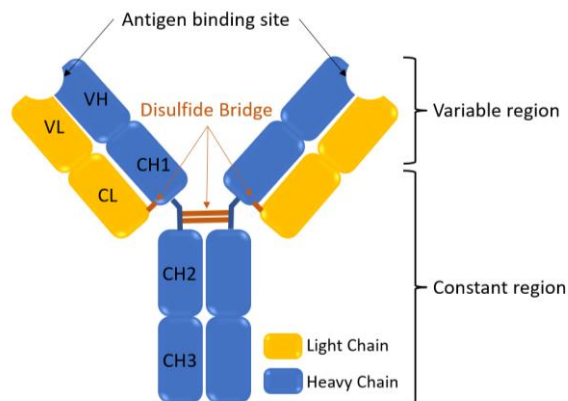 Antigen binding site
VH
VL
Disulfide Bridge
Variable region
CH1
CL
CH2
Constant region
CH3
Light Chain
Heavy Chain